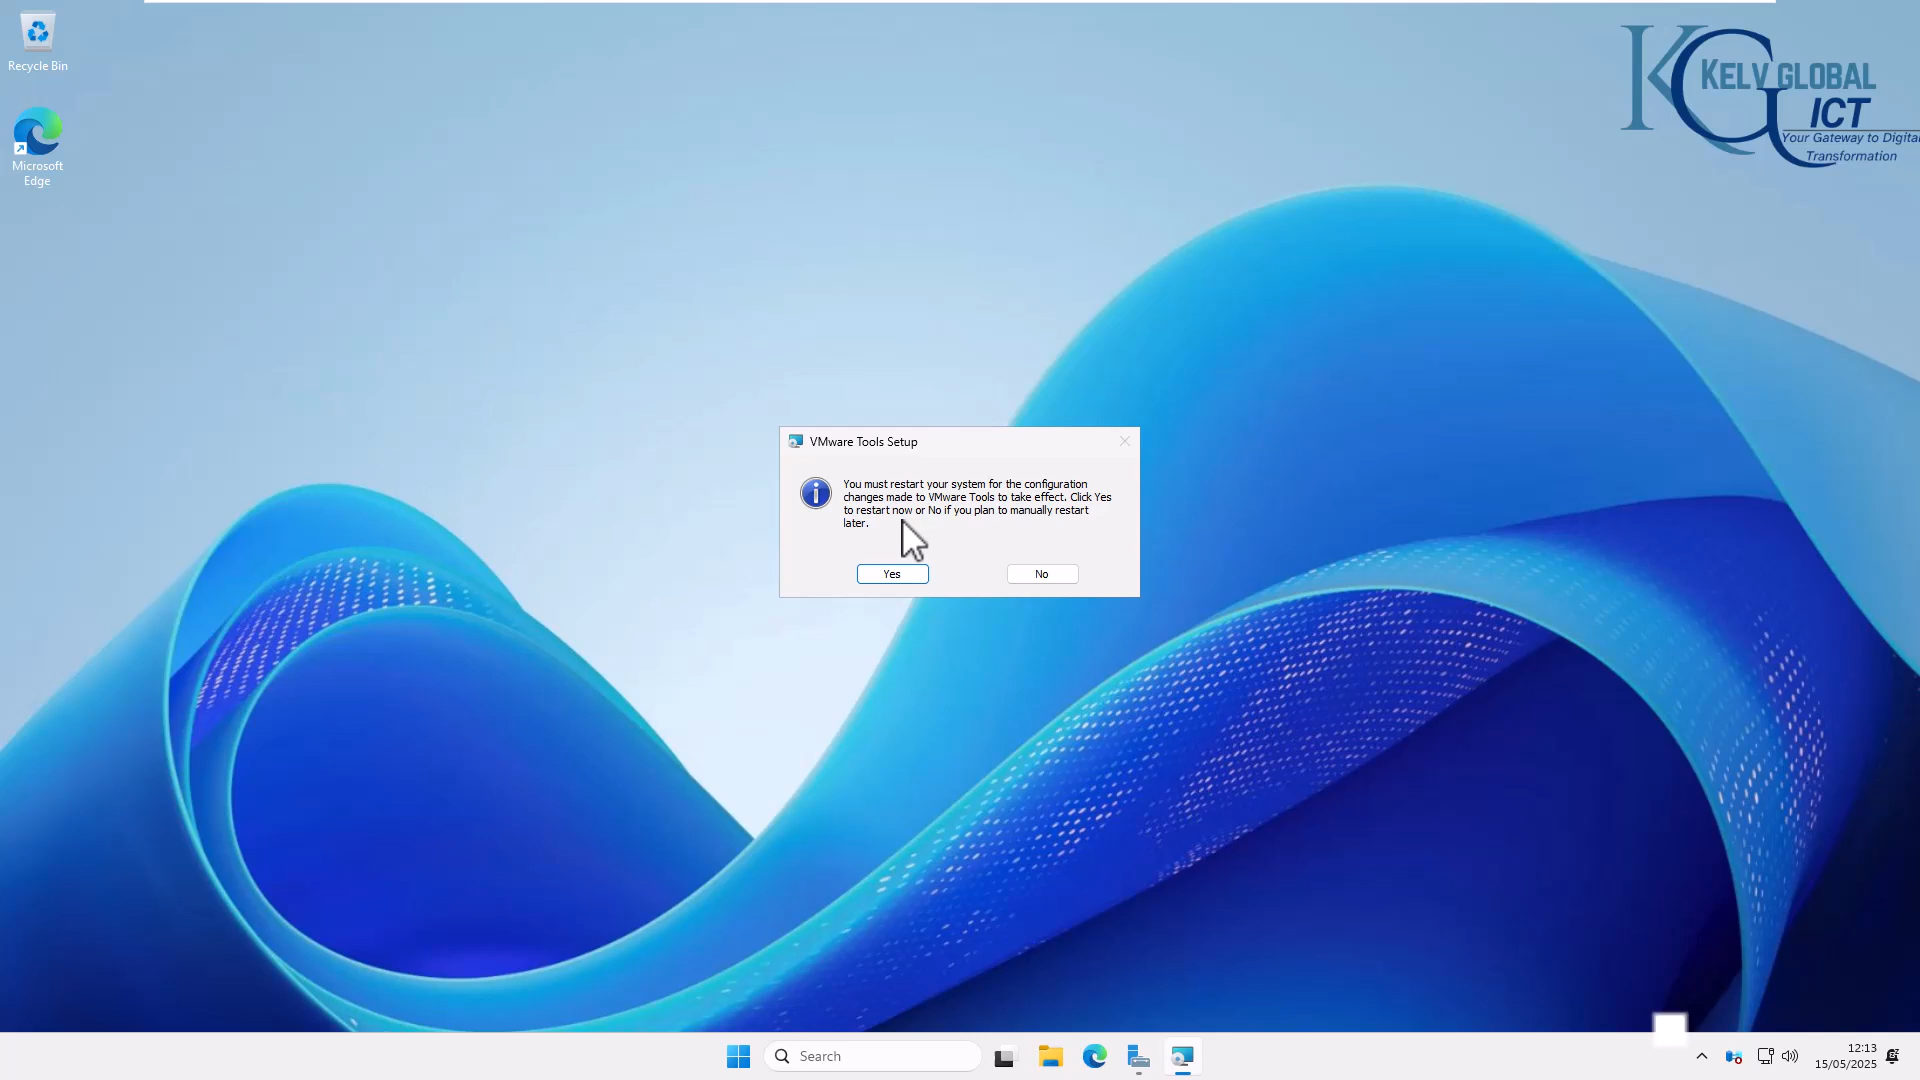 Recycle Bin
Microsoft
Edge
KELV GLOBAL
ICT
Your Gateway to Digital
Transformation
VMware Tools Setup
You must restart your system for the configuration
changes made to VMware Tools to take effect. Click Yes
to restart now or No if you plan to manually restart
later.
Yes
No
Search
12:13
15/05/2025